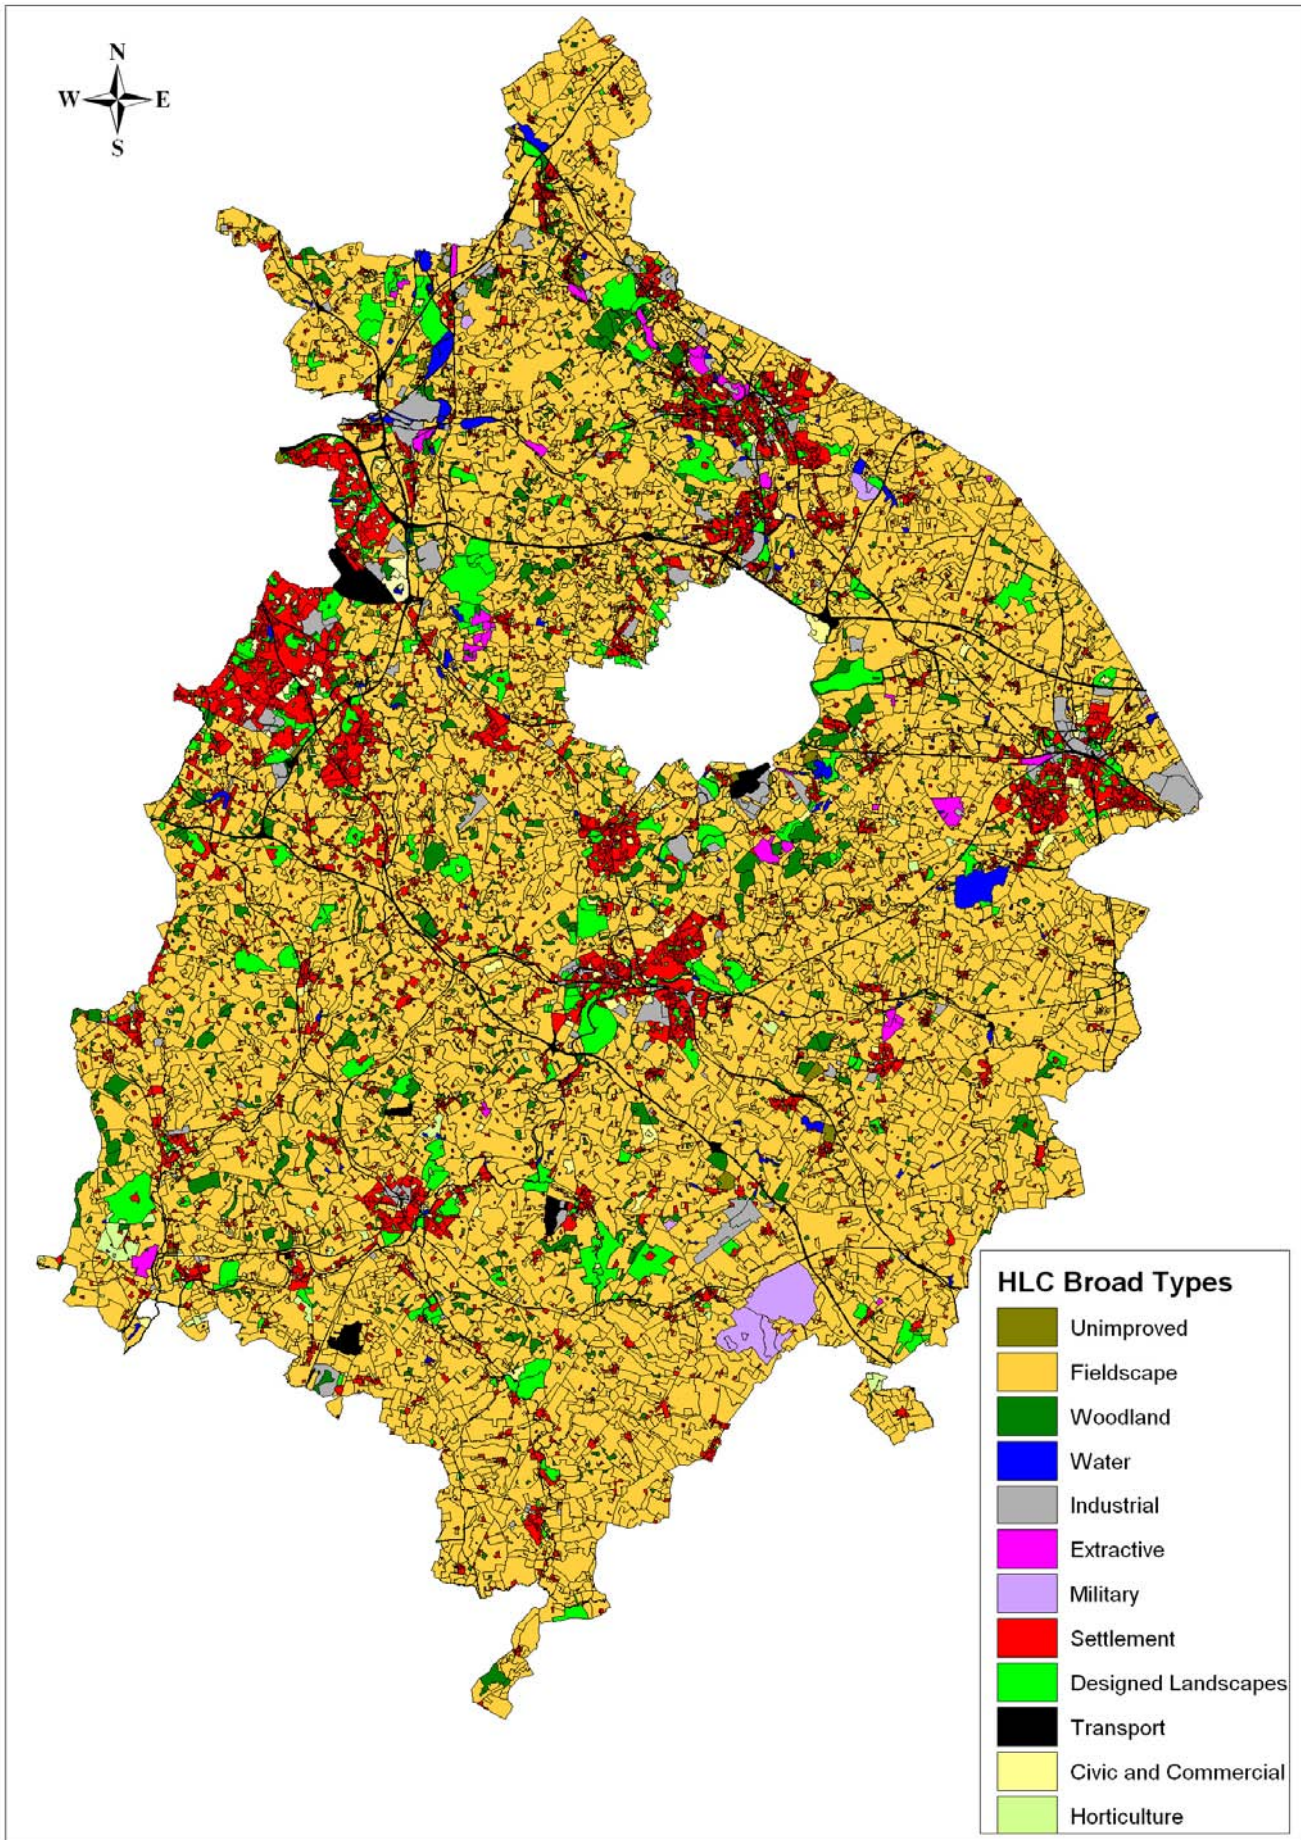 N
W E
S
HLC Broad Types
Unimproved
Fieldscape
Woodland
Water
Industrial
Extractive
Military
Settlement
Designed Landscapes
Transport
Civic and Commercial
Horticulture